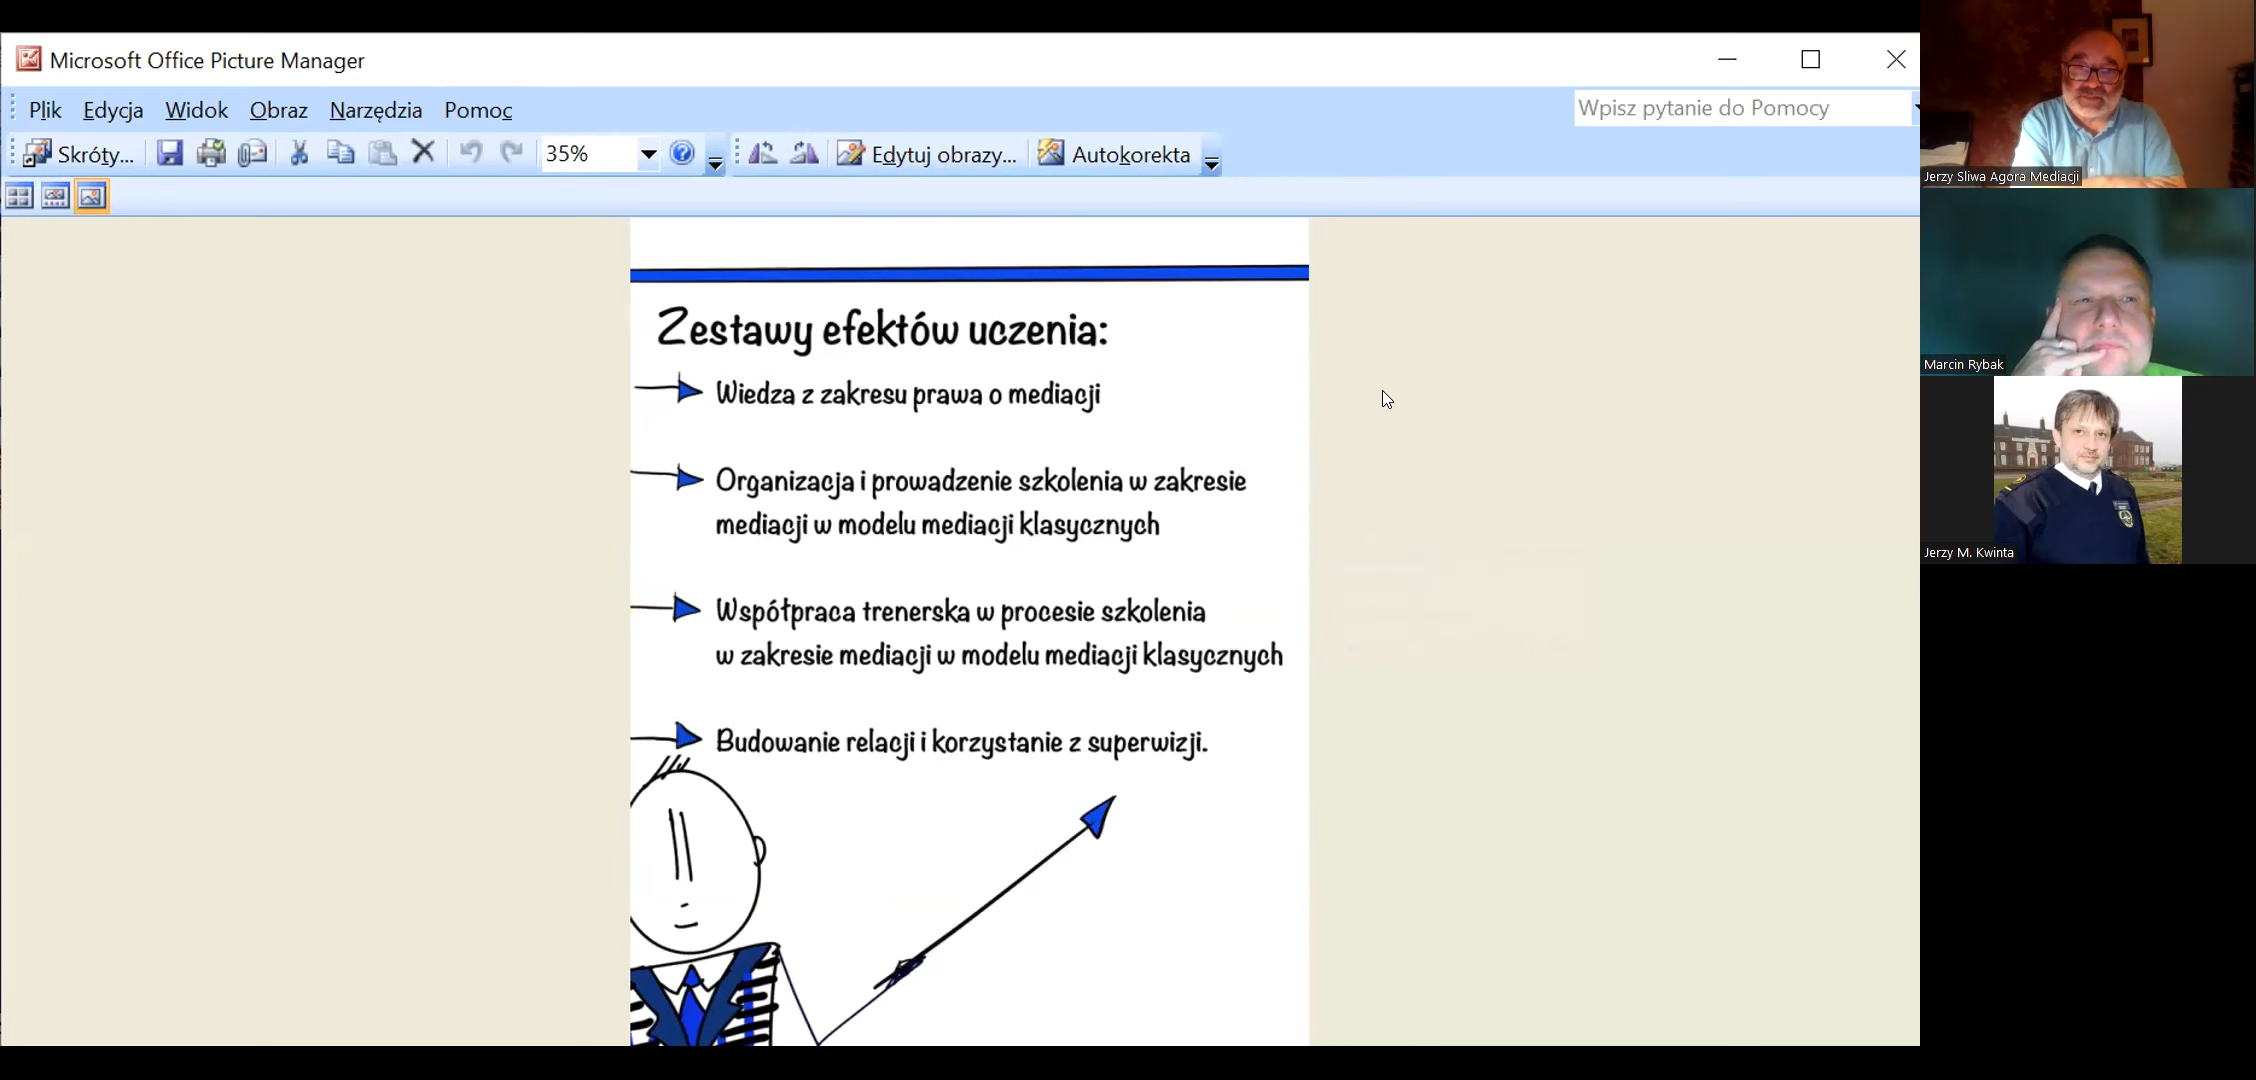 Microsoft Office Picture Manager
Plik Edycja Widok Obraz Narzędzia Pomoc
Wpisz pytanie do Pomocy
Skróty... 35% Edytuj obrazy... Autokorekta
Zestawy efektów uczenia:
Wiedza z zakresu prawa o mediacji
Organizacja i prowadzenie szkolenia w zakresie
mediacji w modelu mediacji klasycznych
Współpraca trenerska w procesie szkolenia
w zakresie mediacji w modelu mediacji klasycznych
Budowanie relacji i korzystanie z superwizji.
Jerzy Sliwa Agora Mediacji
Marcin Rybak
Jerzy M. Kwinta